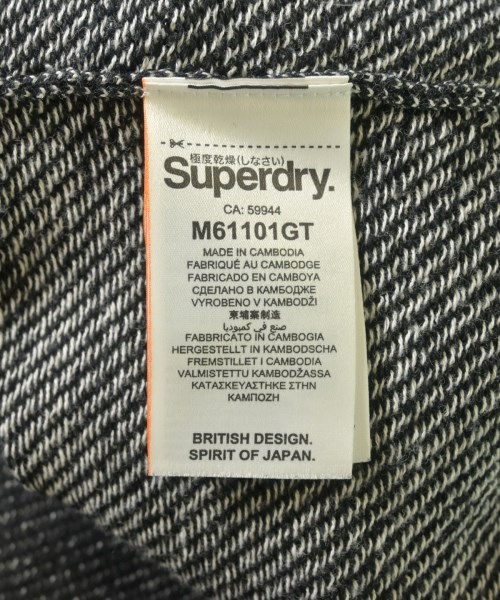 極度乾燥(しなさい)
Superdry.
CA: 59944
M61101GT
MADE IN CAMBODIA
FABRIQUÉ AU CAMBODGE
FABRICADO EN CAMBOYA
СДЕЛАНО В КАМБОДЖЕ
VYROBENO V KAMBODŽI
柬埔寨制造
صنع في كمبوديا
FABBRICATO IN CAMBOGIA
HERGESTELLT IN KAMBODSCHA
FREMSTILLET I CAMBODIA
VALMISTETTU KAMBODŽASSA
ΚΑΤΑΣΚΕΥΑΣΤΗΚΕ ΣΤΗΝ
ΚΑΜΠΟΖΗ
BRITISH DESIGN.
SPIRIT OF JAPAN.